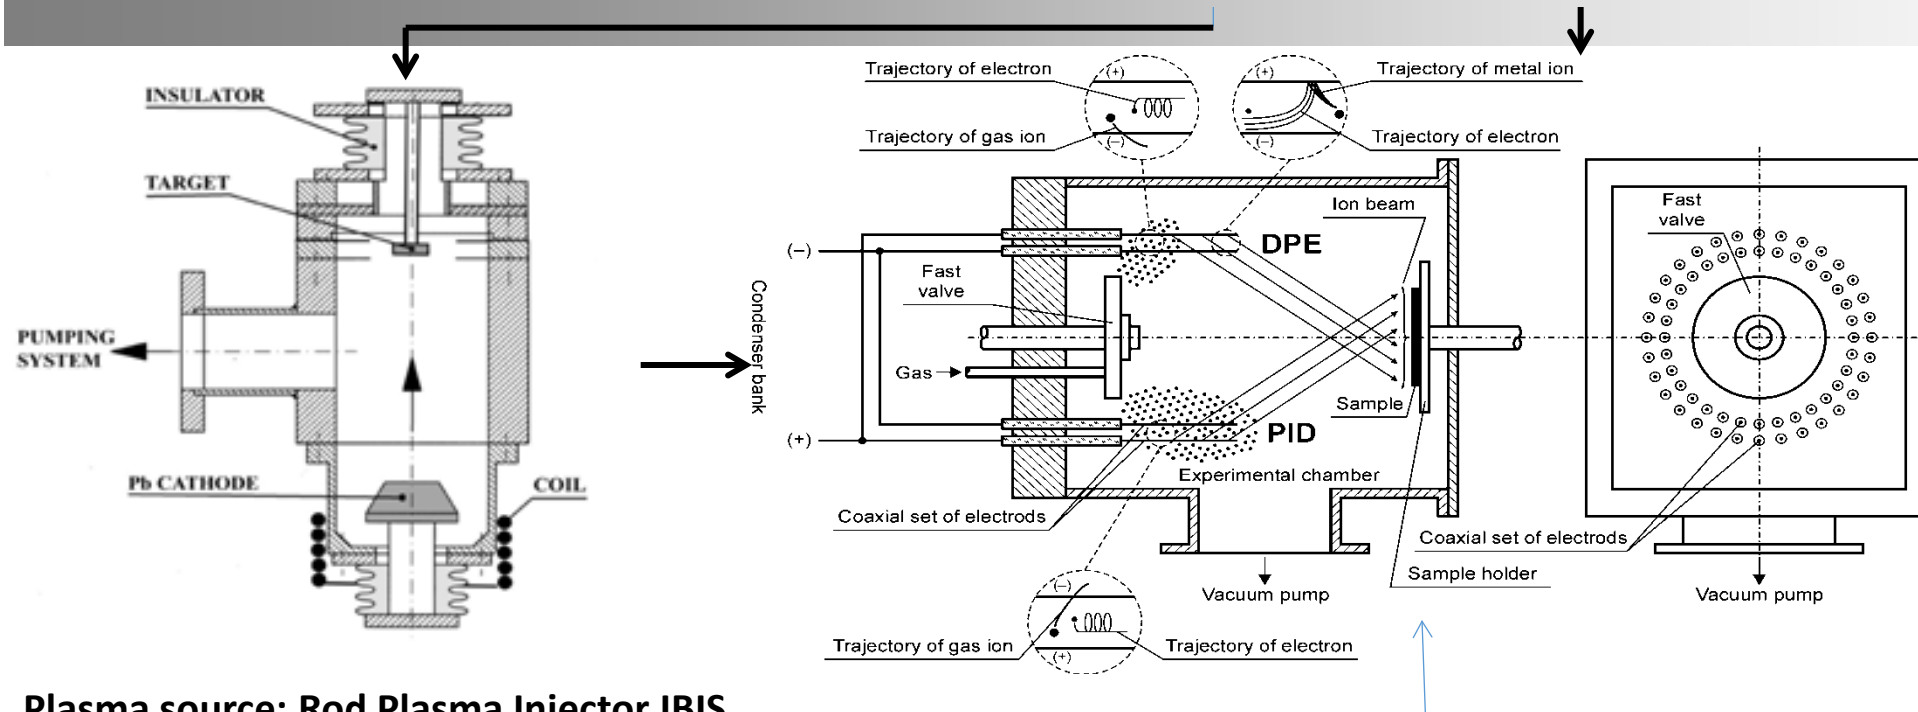 INSULATOR
TARGET
PUMPING
SYSTEM
Pb CATHODE
COIL
Trajectory of electron
Trajectory of gas ion
(+)
(–)
(+)
(–)
Trajectory of metal ion
Trajectory of electron
Ion beam
DPE
(–)
Fast
valve
Condenser bank
Gas
Sample
(+)
PID
Experimental chamber
Coaxial set of electrods
Vacuum pump
Sample holder
(–)
(+)
Trajectory of gas ion
Trajectory of electron
Fast
valve
Coaxial set of electrods
Vacuum pump
Plasma source: Rod Plasma Injector IBIS